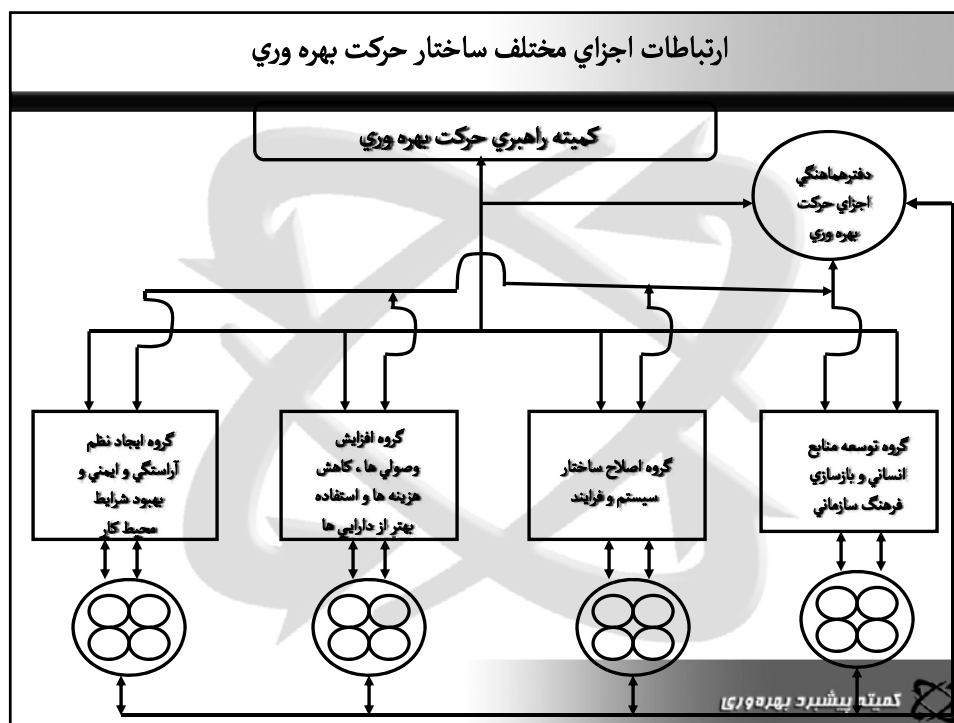 ارتباطات اجزاي مختلف ساختار حركت بهره وري
كميته راهبري حركت بهره وري
دفترهماهنگي
اجزاي حركت
بهره وري
گروه توسعه منابع
انساني و بازسازي
فرهنگ سازماني
گروه اصلاح ساختار
سيستم و فرايند
گروه افزايش
وصولي ها ، كاهش
هزينه ها و استفاده
بهتر از دارايي ها
گروه ايجاد نظم
آراستگي و ايمني و
بهبود شرايط
محيط كار
كميته پيشبرد بهره‌وری